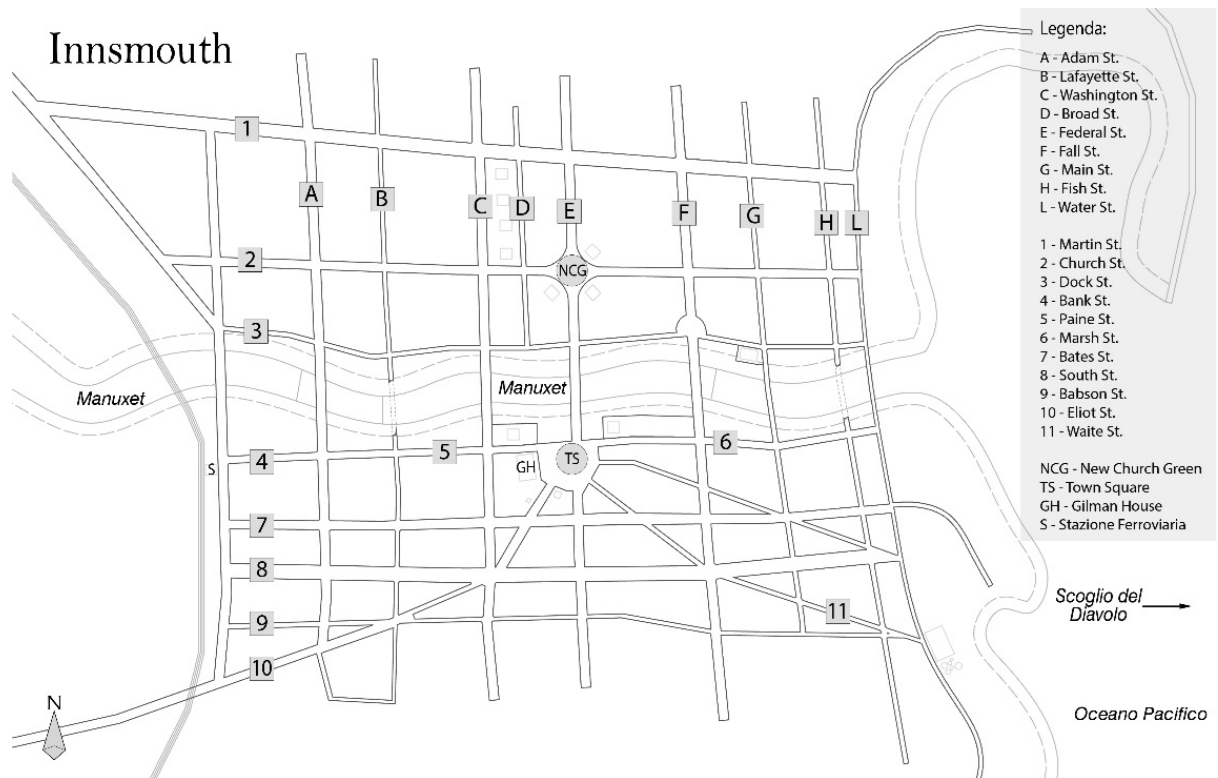 Innsmouth
Legenda:
A - Adam St.
B - Lafayette St.
C - Washington St.
D - Broad St.
E - Federal St.
F - Fall St.
G - Main St.
H - Fish St.
L - Water St.
1 - Martin St.
2 - Church St.
3 - Dock St.
4 - Bank St.
5 - Paine St.
6 - Marsh St.
7 - Bates St.
8 - South St.
9 - Babson St.
10 - Eliot St.
11 - Waite St.
NCG - New Church Green
TS - Town Square
GH - Gilman House
S - Stazione Ferroviaria
1
A
B
C
D
E
F
G
H
L
2
NCG
3
Manuxet
Manuxet
4
5
6
S
GH
TS
7
8
9
10
11
Scoglio del
Diavolo
N
Oceano Pacifico